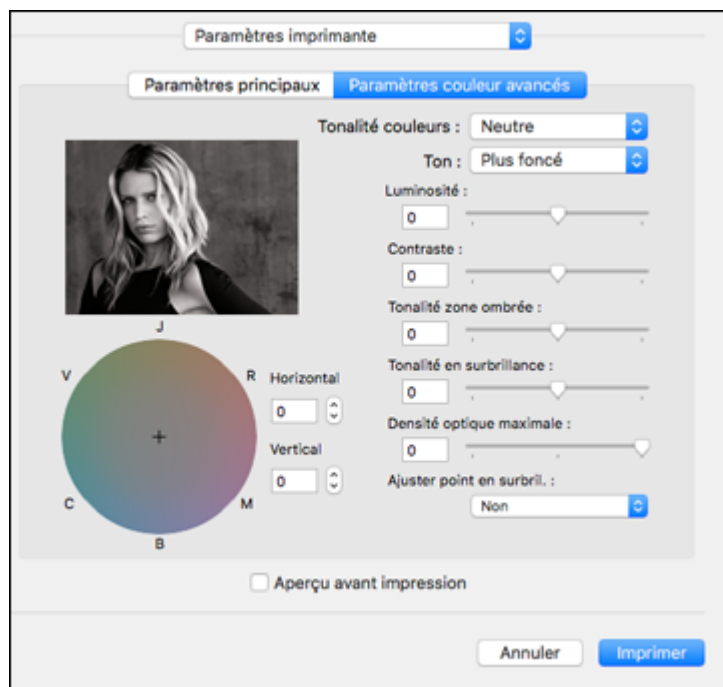 Paramètres imprimante
Paramètres principaux
Paramètres couleur avancés
Tonalité couleurs :
Neutre
Ton :
Plus foncé
Luminosité :
0
Contraste :
0
Tonalité zone ombrée :
0
Tonalité en surbrillance :
0
Densité optique maximale :
0
Ajuster point en surbril. :
Non
J
V
R
C
M
B
Horizontal
0
Vertical
0
Aperçu avant impression
Annuler
Imprimer